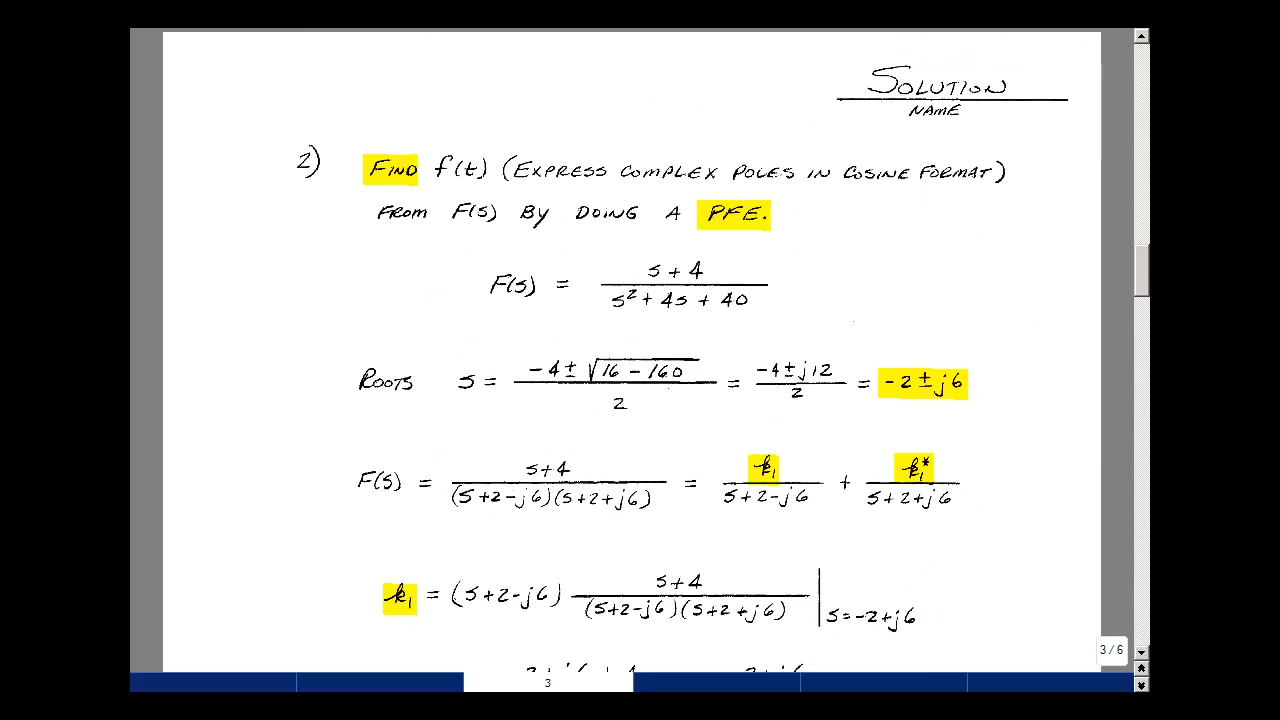 SOLUTION
NAME
2) FIND f(t) (EXPRESS COMPLEX POLES IN COSINE FORMAT)
FROM F(s) BY DOING A PFE.
F(s) = (s + 4) / (s² + 4s + 40)
ROOTS s = (-4 ± √(16 - 160)) / 2 = (-4 ± j12) / 2 = -2 ± j6
F(s) = (s+4) / ((s+2-j6)(s+2+j6)) = k₁ / (s+2-j6) + k₁* / (s+2+j6)
k₁ = (s+2-j6) (s+4) / ((s+2-j6)(s+2+j6)) | s=-2+j6
3 / 6
3